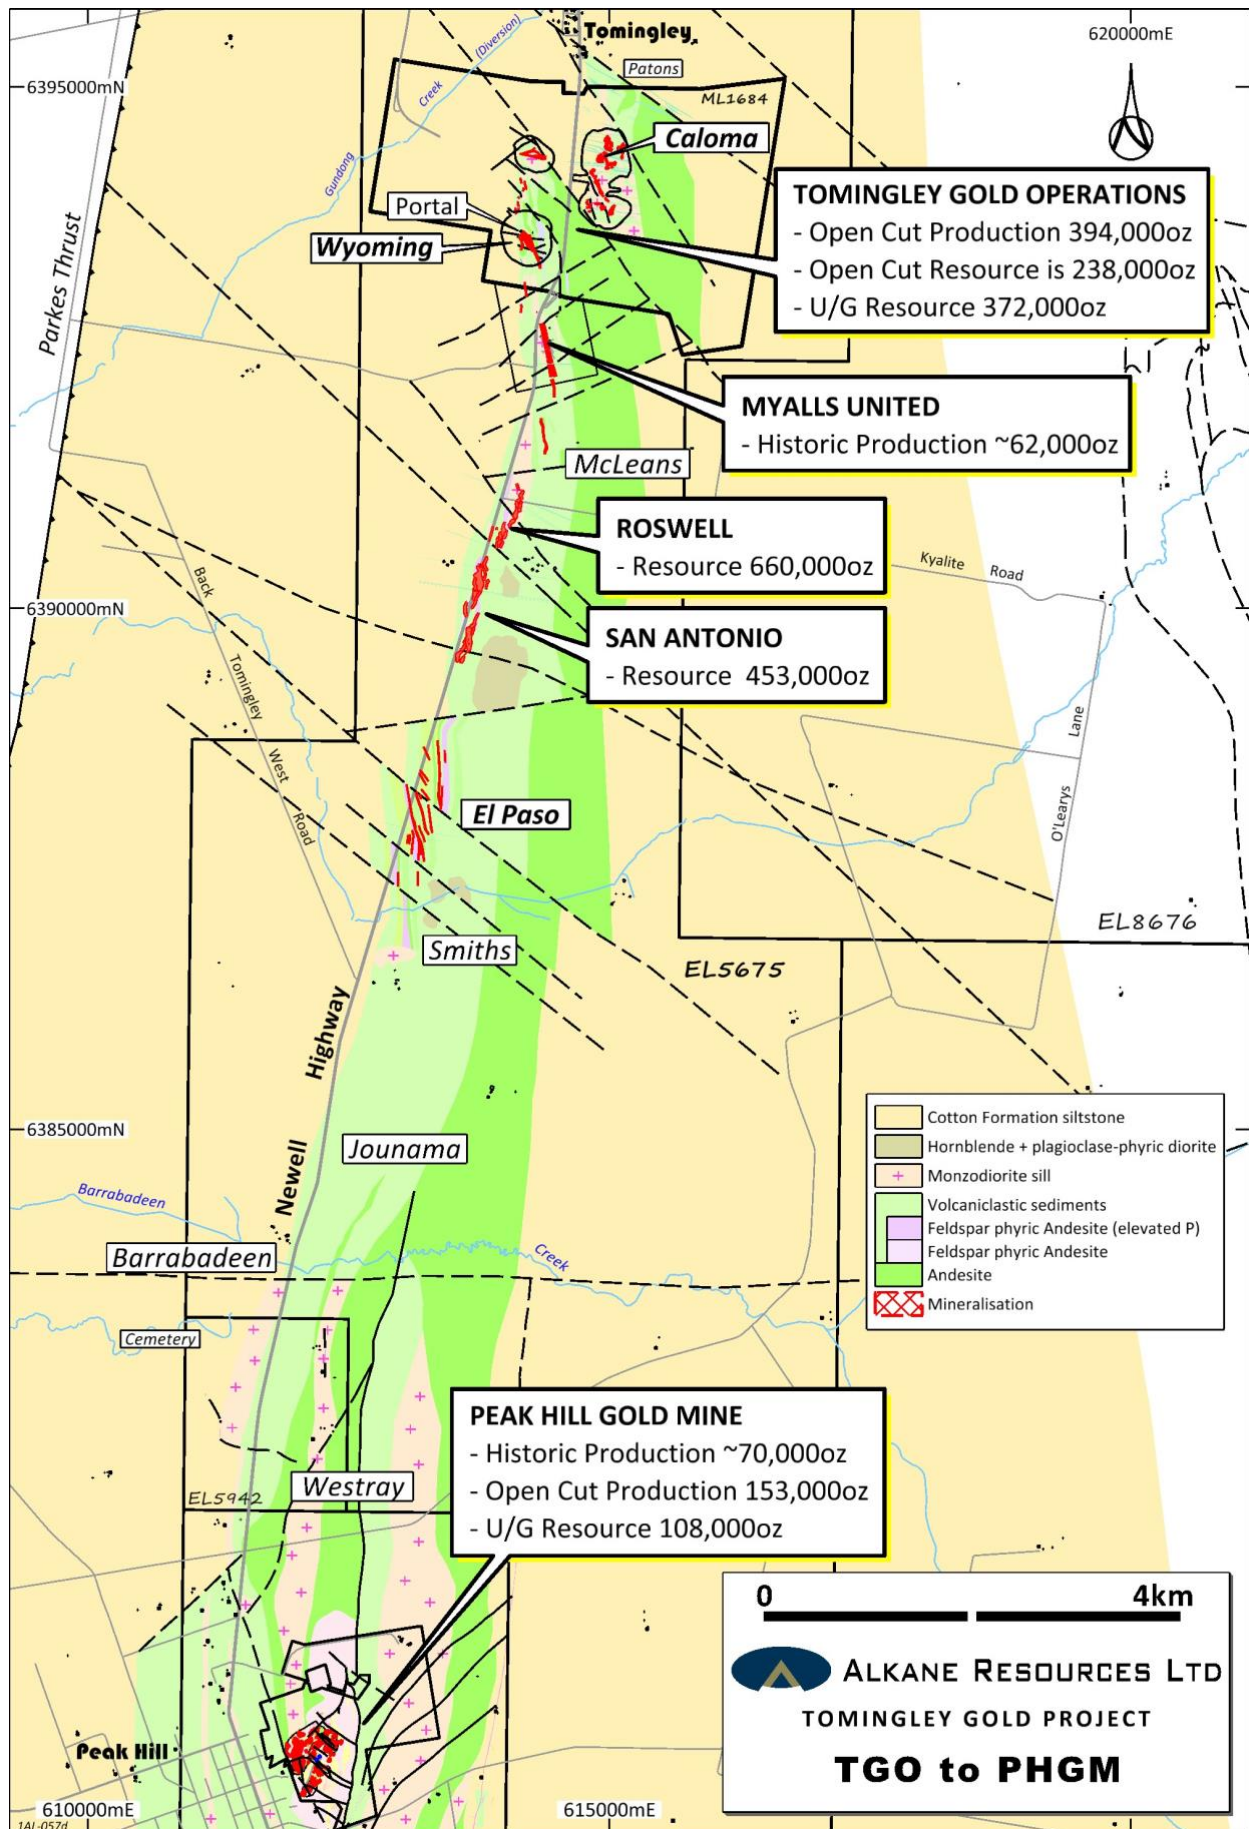 Tomingley
620000mE
(Diversion)
Patons
6395000mN
Creek
ML1684
Caloma
Gundong
TOMINGLEY GOLD OPERATIONS
- Open Cut Production 394,000oz
- Open Cut Resource is 238,000oz
- U/G Resource 372,000oz
Portal
Wyoming
Parkes Thrust
MYALLS UNITED
- Historic Production ~62,000oz
McLeans
ROSWELL
- Resource 660,000oz
Kyalite Road
Back
Tomingley
West
Road
6390000mN
SAN ANTONIO
- Resource 453,000oz
Lane
O'Learys
El Paso
EL8676
Smiths
EL5675
Highway
Newell
Cotton Formation siltstone
Hornblende + plagioclase-phyric diorite
Monzodiorite sill
Volcaniclastic sediments
Feldspar phyric Andesite (elevated P)
Feldspar phyric Andesite
Andesite
Mineralisation
6385000mN
Jounama
Barrabadeen
Creek
Barrabadeen
Cemetery
PEAK HILL GOLD MINE
- Historic Production ~70,000oz
- Open Cut Production 153,000oz
- U/G Resource 108,000oz
Westray
EL5942
0 4km
ALKANE RESOURCES LTD
TOMINGLEY GOLD PROJECT
TGO to PHGM
Peak Hill
610000mE
615000mE
1AL-057d